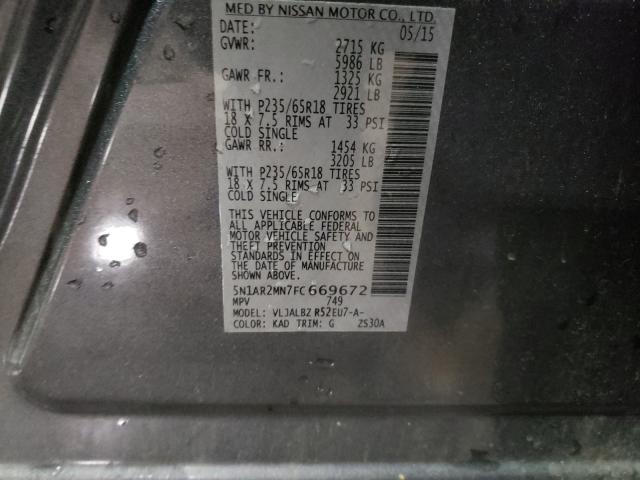 MFD BY NISSAN MOTOR CO., LTD.
DATE: 05/15
GVWR: 2715 KG
5986 LB
GAWR FR.: 1325 KG
2921 LB
WITH P235/65R18 TIRES
18 X 7.5 RIMS AT 33 PSI
COLD SINGLE
GAWR RR.: 1454 KG
3205 LB
WITH P235/65R18 TIRES
18 X 7.5 RIMS AT 33 PSI
COLD SINGLE
THIS VEHICLE CONFORMS TO
ALL APPLICABLE FEDERAL
MOTOR VEHICLE SAFETY AND
THEFT PREVENTION
STANDARDS IN EFFECT ON
THE DATE OF MANUFACTURE
SHOWN ABOVE.
5N1AR2MN7FC669672
MPV 749
MODEL: VLJALBZ R52EU7-A-
COLOR: KAD TRIM: G ZS30A